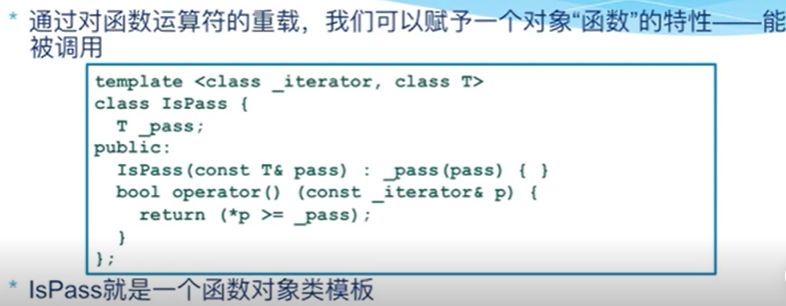 * 通过对函数运算符的重载，我们可以赋予一个对象“函数”的特性——能
被调用
template <class _iterator, class T>
class IsPass {
  T _pass;
public:
  IsPass(const T& pass) : _pass(pass) { }
  bool operator() (const _iterator& p) {
    return (*p >= _pass);
  }
};
* IsPass就是一个函数对象类模板